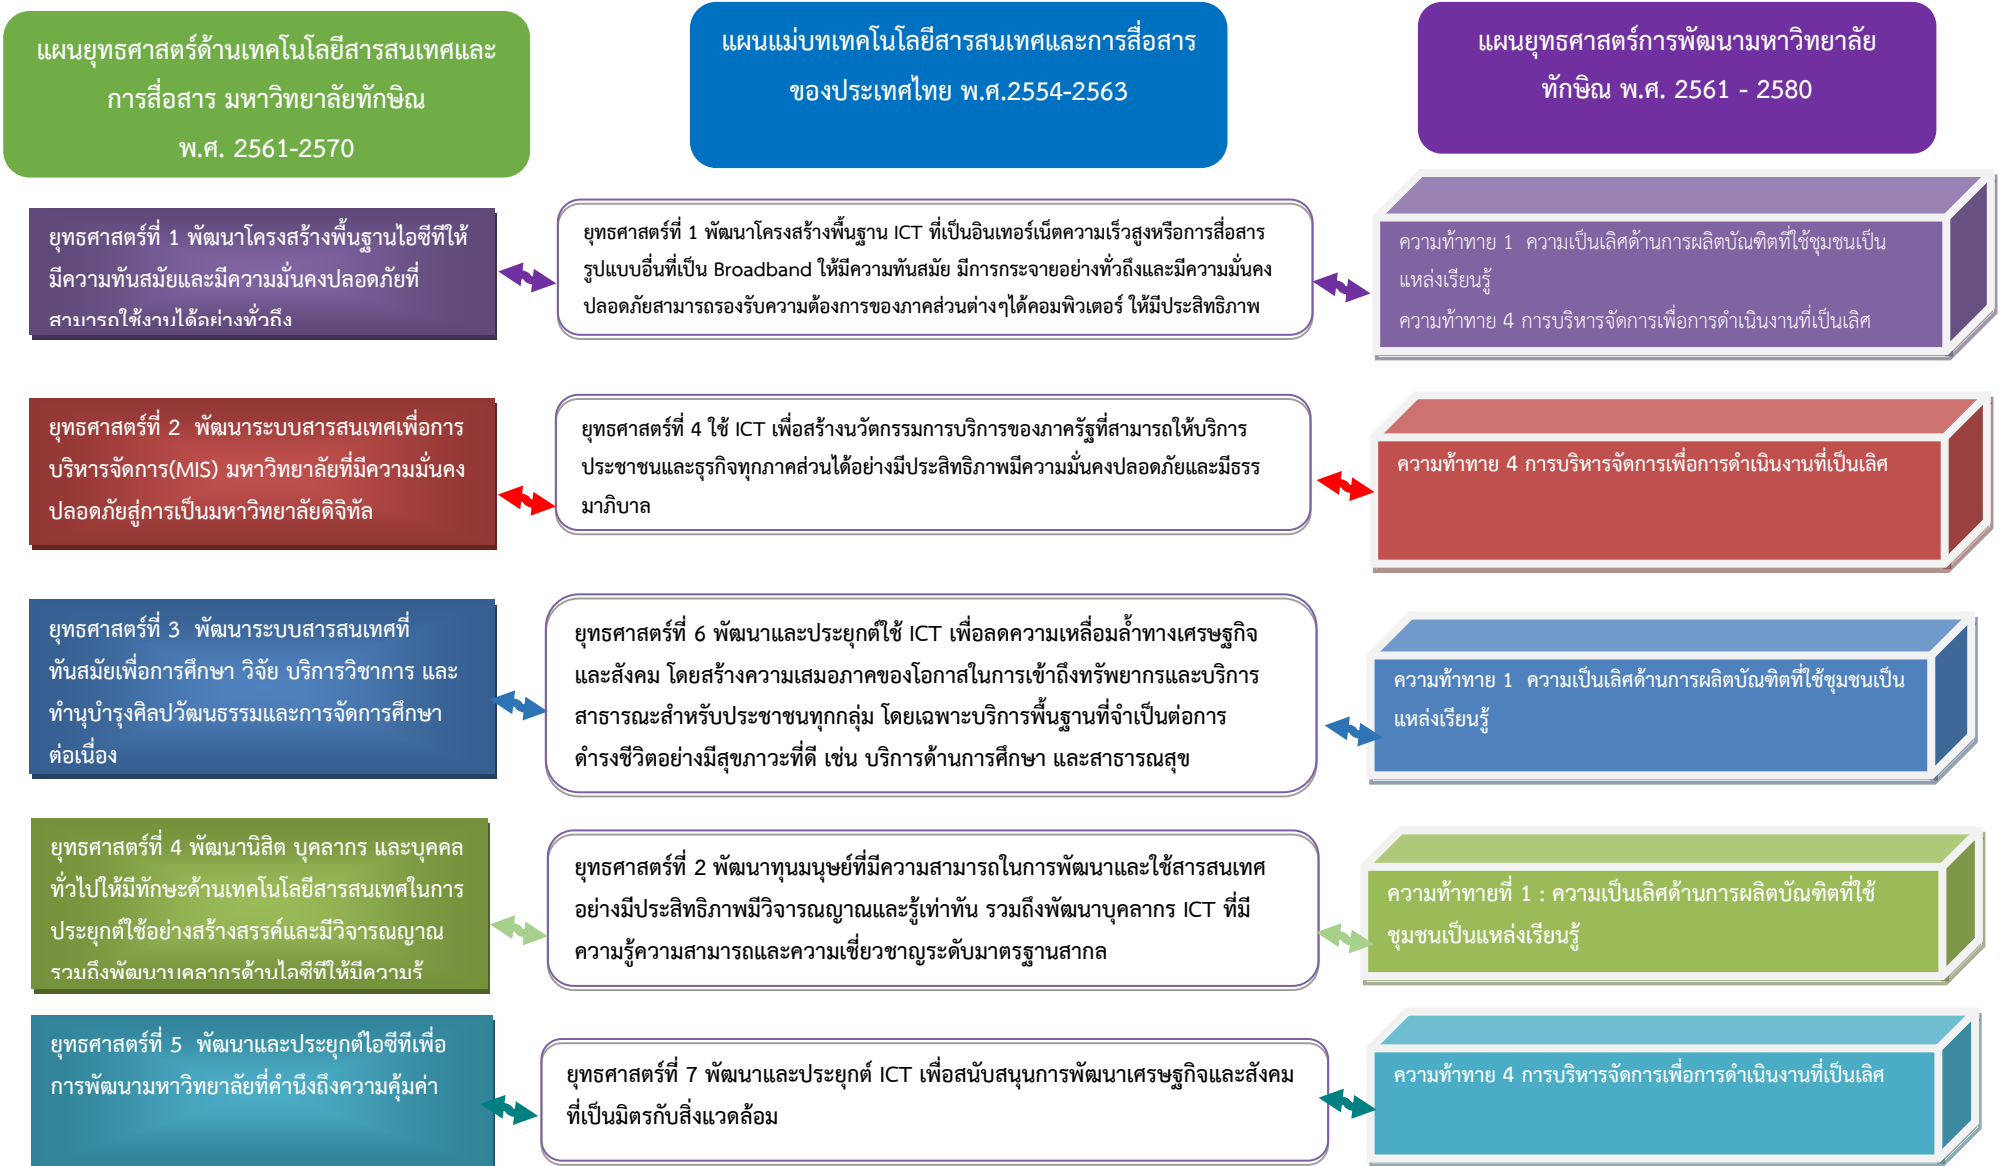 แผนยุทธศาสตร์ด้านเทคโนโลยีสารสนเทศและ
การสื่อสาร มหาวิทยาลัยทักษิณ
พ.ศ. 2561-2570
แผนแม่บทเทคโนโลยีสารสนเทศและการสื่อสาร
ของประเทศไทย พ.ศ.2554-2563
แผนยุทธศาสตร์การพัฒนามหาวิทยาลัย
ทักษิณ พ.ศ. 2561 - 2580
ยุทธศาสตร์ที่ 1 พัฒนาโครงสร้างพื้นฐานไอซีทีให้
มีความทันสมัยและมีความมั่นคงปลอดภัยที่
สามารถใช้งานได้อย่างทั่วถึง
ยุทธศาสตร์ที่ 1 พัฒนาโครงสร้างพื้นฐาน ICT ที่เป็นอินเทอร์เน็ตความเร็วสูงหรือการสื่อสาร
รูปแบบอื่นที่เป็น Broadband ให้มีความทันสมัย มีการกระจายอย่างทั่วถึงและมีความมั่นคง
ปลอดภัยสามารถรองรับความต้องการของภาคส่วนต่างๆได้คอมพิวเตอร์ ให้มีประสิทธิภาพ
ความท้าทาย 1 ความเป็นเลิศด้านการผลิตบัณฑิตที่ใช้ชุมชนเป็น
แหล่งเรียนรู้
ความท้าทาย 4 การบริหารจัดการเพื่อการดำเนินงานที่เป็นเลิศ
ยุทธศาสตร์ที่ 2 พัฒนาระบบสารสนเทศเพื่อการ
บริหารจัดการ(MIS) มหาวิทยาลัยที่มีความมั่นคง
ปลอดภัยสู่การเป็นมหาวิทยาลัยดิจิทัล
ยุทธศาสตร์ที่ 4 ใช้ ICT เพื่อสร้างนวัตกรรมการบริการของภาครัฐที่สามารถให้บริการ
ประชาชนและธุรกิจทุกภาคส่วนได้อย่างมีประสิทธิภาพมีความมั่นคงปลอดภัยและมีธรร
มาภิบาล
ความท้าทาย 4 การบริหารจัดการเพื่อการดำเนินงานที่เป็นเลิศ
ยุทธศาสตร์ที่ 3 พัฒนาระบบสารสนเทศที่
ทันสมัยเพื่อการศึกษา วิจัย บริการวิชาการ และ
ทำนุบำรุงศิลปวัฒนธรรมและการจัดการศึกษา
ต่อเนื่อง
ยุทธศาสตร์ที่ 6 พัฒนาและประยุกต์ใช้ ICT เพื่อลดความเหลื่อมล้ำทางเศรษฐกิจ
และสังคม โดยสร้างความเสมอภาคของโอกาสในการเข้าถึงทรัพยากรและบริการ
สาธารณะสำหรับประชาชนทุกกลุ่ม โดยเฉพาะบริการพื้นฐานที่จำเป็นต่อการ
ดำรงชีวิตอย่างมีสุขภาวะที่ดี เช่น บริการด้านการศึกษา และสาธารณสุข
ความท้าทาย 1 ความเป็นเลิศด้านการผลิตบัณฑิตที่ใช้ชุมชนเป็น
แหล่งเรียนรู้
ยุทธศาสตร์ที่ 4 พัฒนานิสิต บุคลากร และบุคคล
ทั่วไปให้มีทักษะด้านเทคโนโลยีสารสนเทศในการ
ประยุกต์ใช้อย่างสร้างสรรค์และมีวิจารณญาณ
รวมถึงพัฒนาบุคลากรด้านไอซีทีให้มีความรู้
ยุทธศาสตร์ที่ 2 พัฒนาทุนมนุษย์ที่มีความสามารถในการพัฒนาและใช้สารสนเทศ
อย่างมีประสิทธิภาพมีวิจารณญาณและรู้เท่าทัน รวมถึงพัฒนาบุคลากร ICT ที่มี
ความรู้ความสามารถและความเชี่ยวชาญระดับมาตรฐานสากล
ความท้าทายที่ 1 : ความเป็นเลิศด้านการผลิตบัณฑิตที่ใช้
ชุมชนเป็นแหล่งเรียนรู้
ยุทธศาสตร์ที่ 5 พัฒนาและประยุกต์ไอซีทีเพื่อ
การพัฒนามหาวิทยาลัยที่คำนึงถึงความคุ้มค่า
ยุทธศาสตร์ที่ 7 พัฒนาและประยุกต์ ICT เพื่อสนับสนุนการพัฒนาเศรษฐกิจและสังคม
ที่เป็นมิตรกับสิ่งแวดล้อม
ความท้าทาย 4 การบริหารจัดการเพื่อการดำเนินงานที่เป็นเลิศ